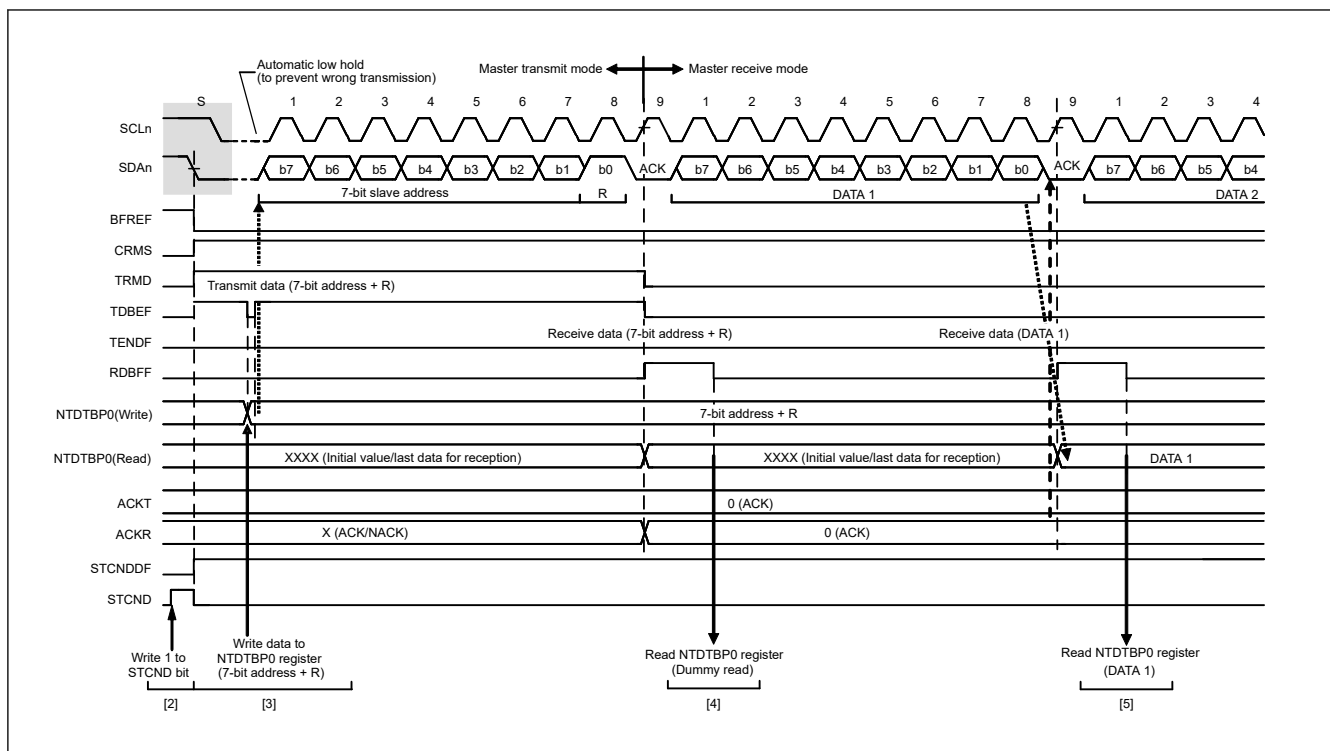 Automatic low hold
(to prevent wrong transmission)
Master transmit mode
Master receive mode
S 1 2 3 4 5 6 7 8 9 1 2 3 4 5 6 7 8 9 1 2 3 4
SCLn
SDAn b7 b6 b5 b4 b3 b2 b1 b0 ACK b7 b6 b5 b4 b3 b2 b1 b0 ACK b7 b6 b5 b4
7-bit slave address R DATA 1 DATA 2
BFREF
CRMS
TRMD Transmit data (7-bit address + R)
TDBEF
TENDF Receive data (7-bit address + R) Receive data (DATA 1)
RDBFF
NTDTBP0(Write) 7-bit address + R
NTDTBP0(Read) XXXX (Initial value/last data for reception) XXXX (Initial value/last data for reception) DATA 1
ACKT 0 (ACK)
ACKR X (ACK/NACK) 0 (ACK)
STCNDDF
STCND
Write 1 to
STCND bit
Write data to
NTDTBP0 register
(7-bit address + R)
Read NTDTBP0 register
(Dummy read)
Read NTDTBP0 register
(DATA 1)
[2] [3] [4] [5]